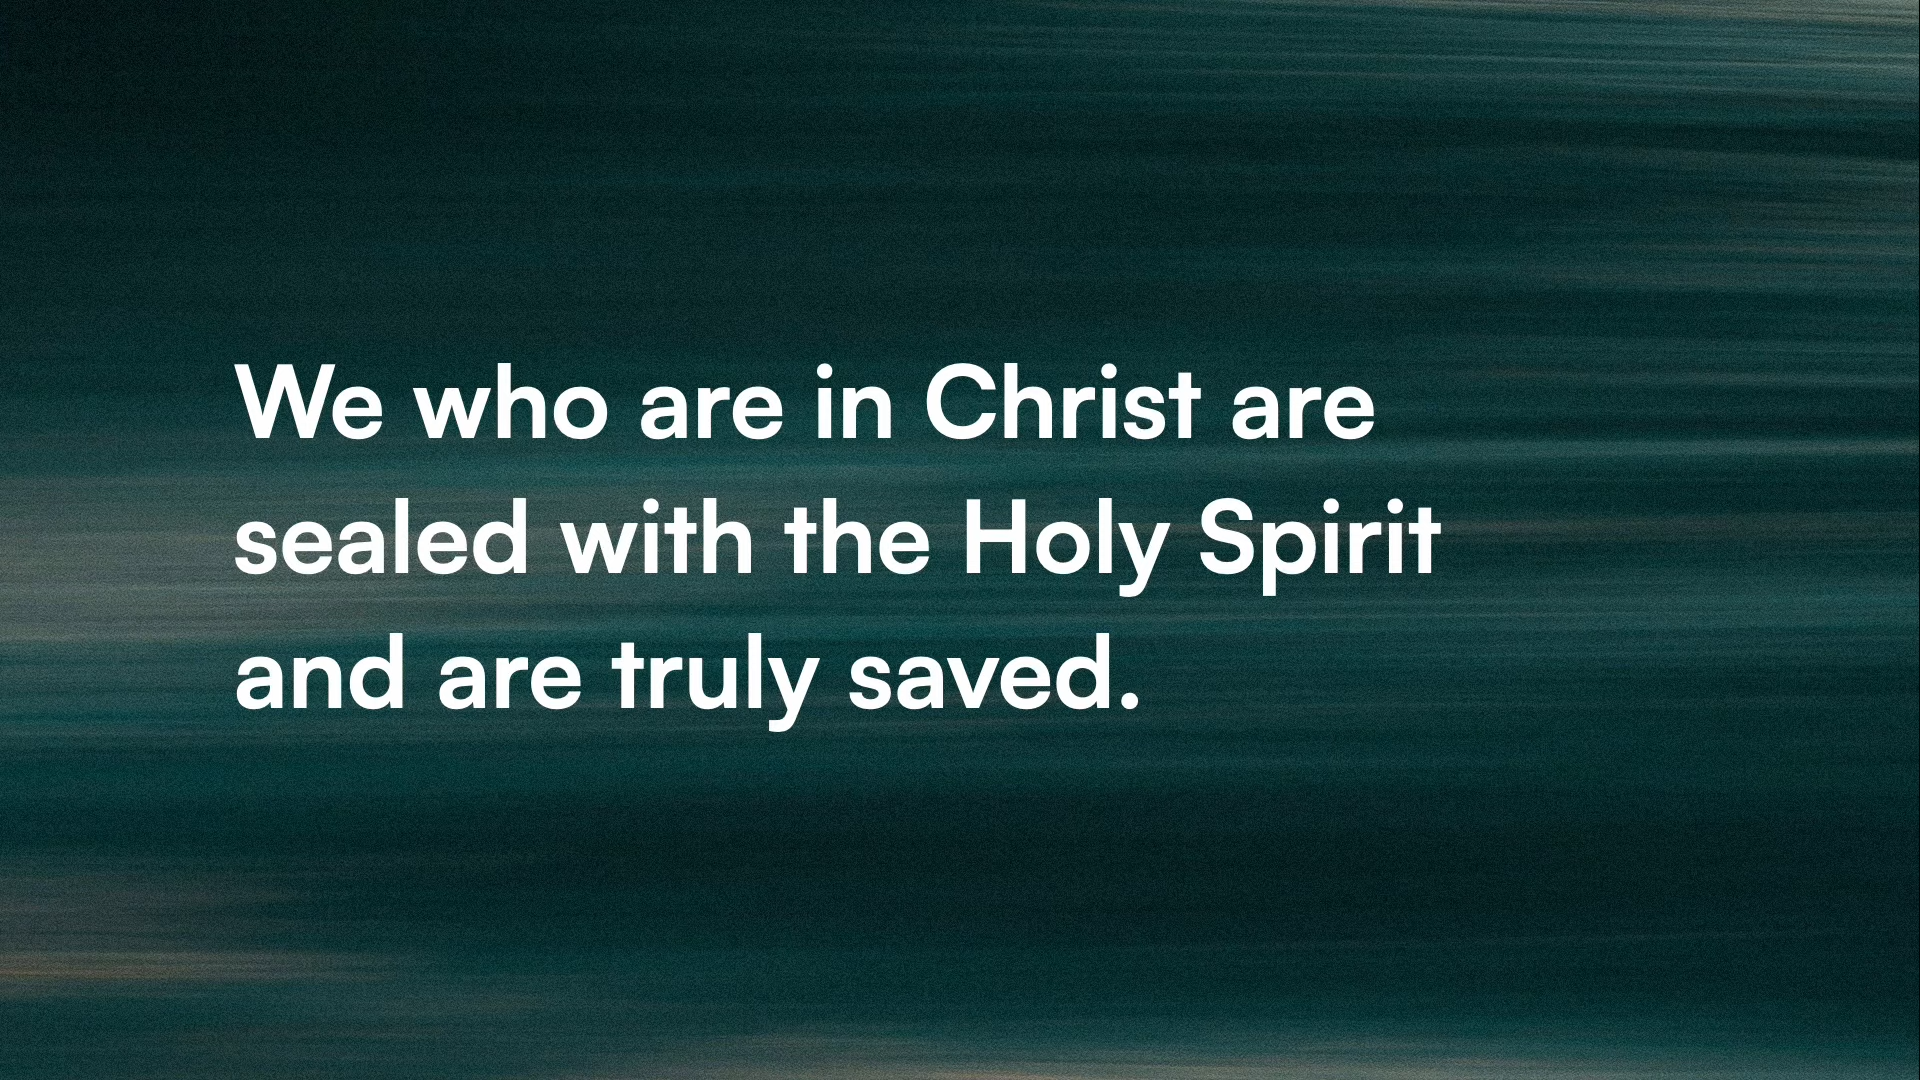 We who are in Christ are
sealed with the Holy Spirit
and are truly saved.